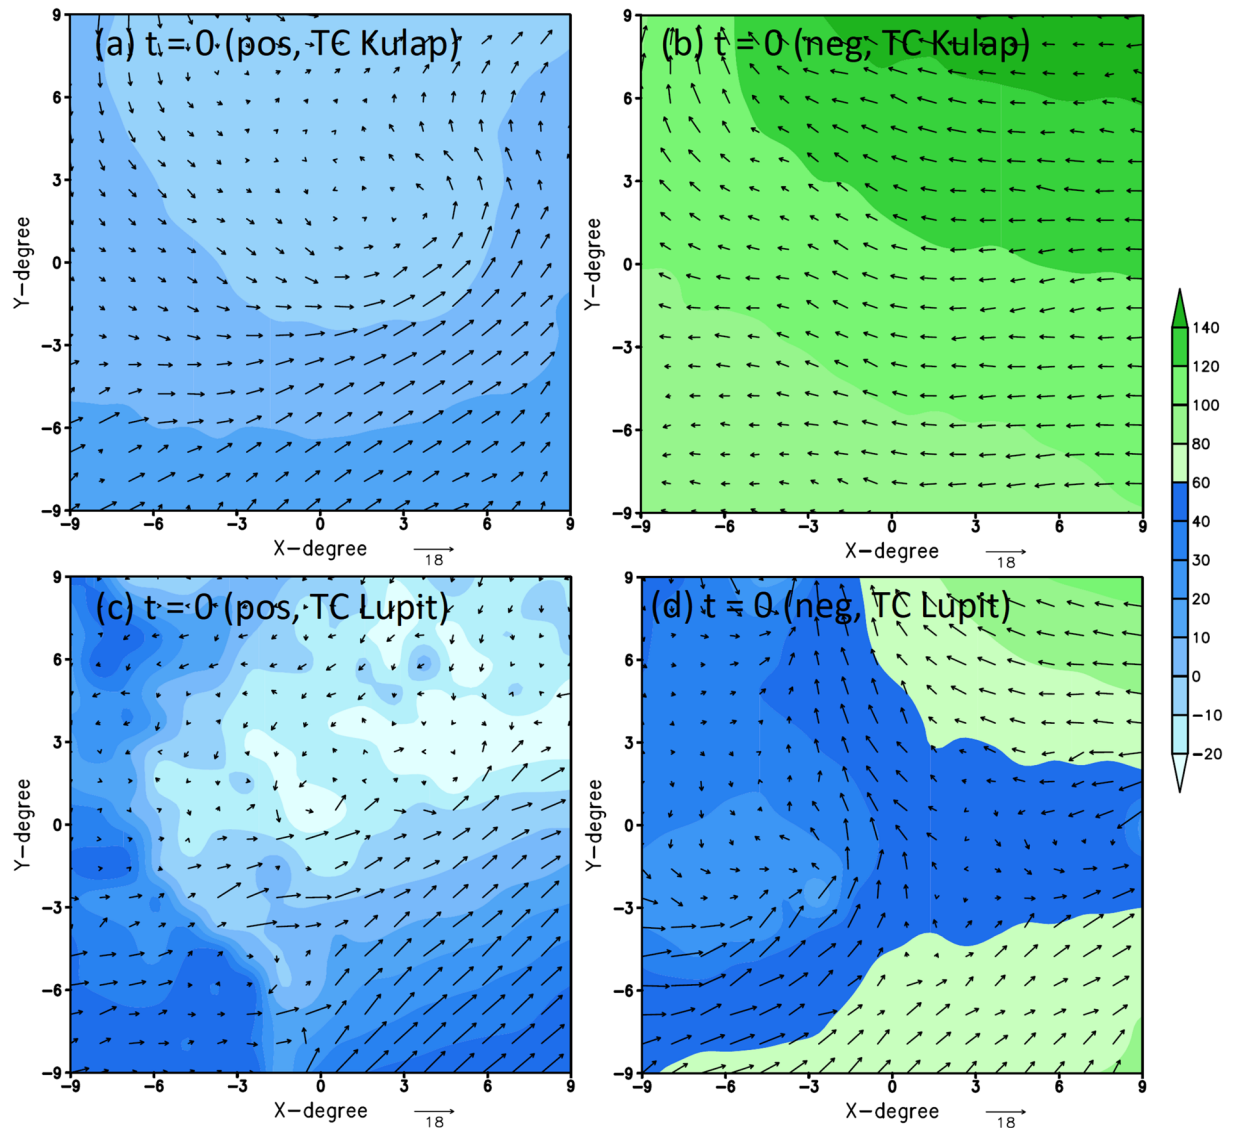 (a) t = 0 (pos, TC Kulap)
(b) t = 0 (neg, TC Kulap)
9
6
3
0
−3
−6
−9
Y−degree
−9 −6 −3 0 3 6 9
X−degree
18
9
6
3
0
−3
−6
−9
Y−degree
−9 −6 −3 0 3 6 9
X−degree
18
(c) t = 0 (pos, TC Lupit)
(d) t = 0 (neg, TC Lupit)
9
6
3
0
−3
−6
−9
Y−degree
−9 −6 −3 0 3 6 9
X−degree
18
9
6
3
0
−3
−6
−9
Y−degree
−9 −6 −3 0 3 6 9
X−degree
18
140
120
100
80
60
40
30
20
10
0
−10
−20